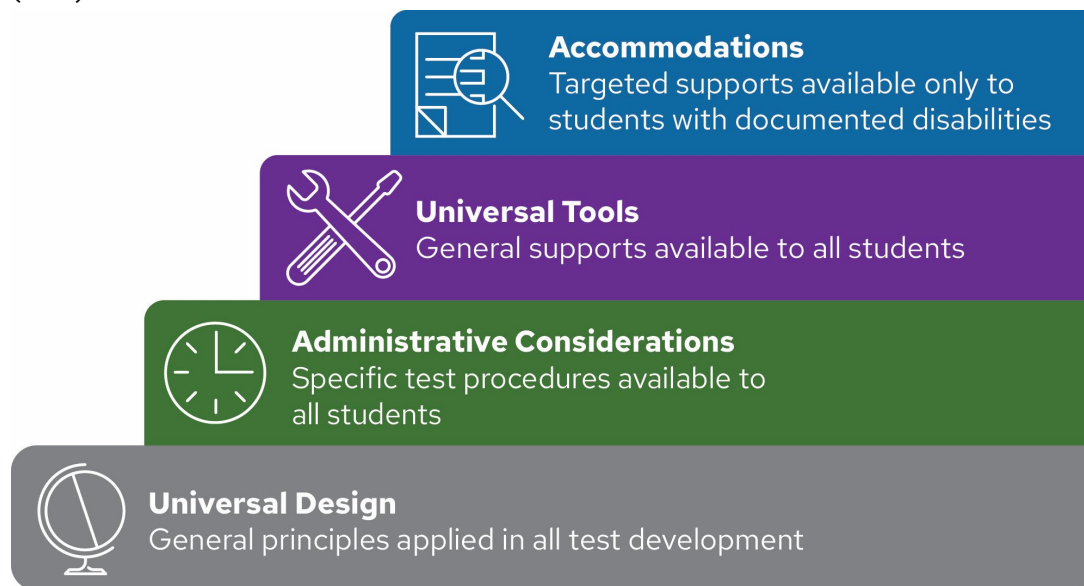 Accommodations
Targeted supports available only to
students with documented disabilities
Universal Tools
General supports available to all students
Administrative Considerations
Specific test procedures available to
all students
Universal Design
General principles applied in all test development